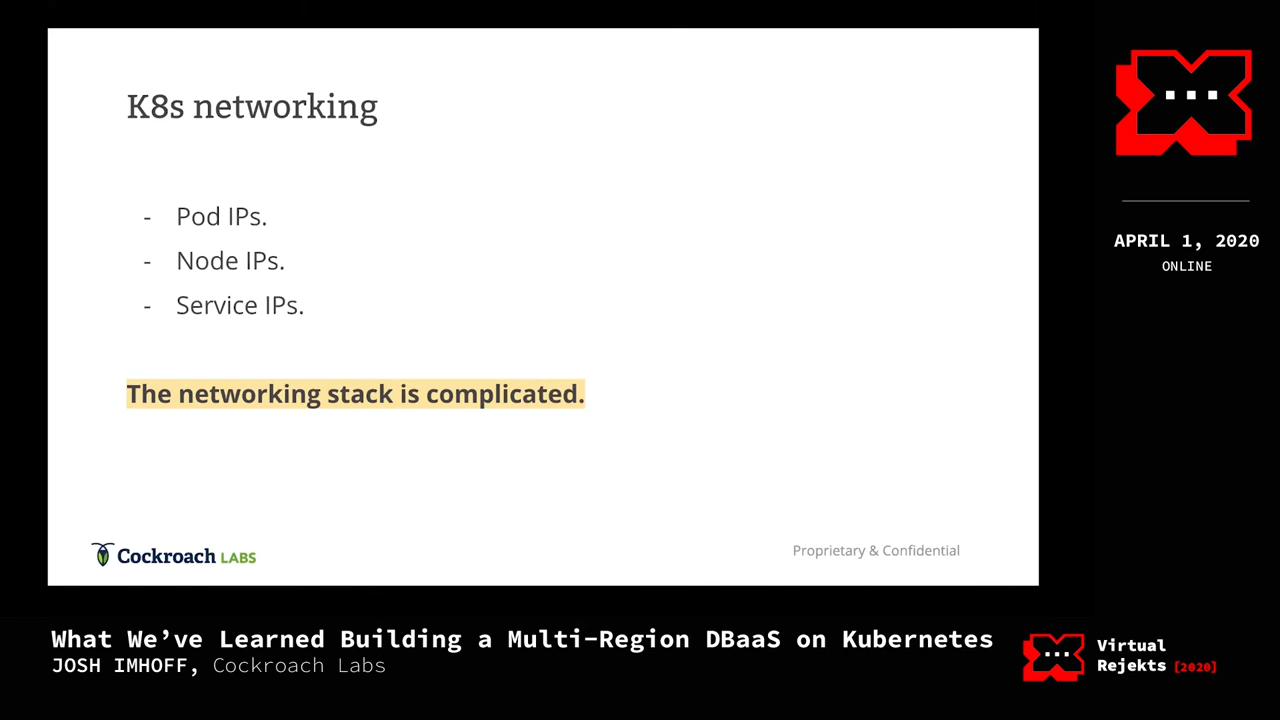 K8s networking
- Pod IPs.
- Node IPs.
- Service IPs.
The networking stack is complicated.
Cockroach LABS
Proprietary & Confidential
APRIL 1, 2020
ONLINE
What We’ve Learned Building a Multi-Region DBaaS on Kubernetes
JOSH IMHOFF, Cockroach Labs
Virtual
Rejekts [2020]